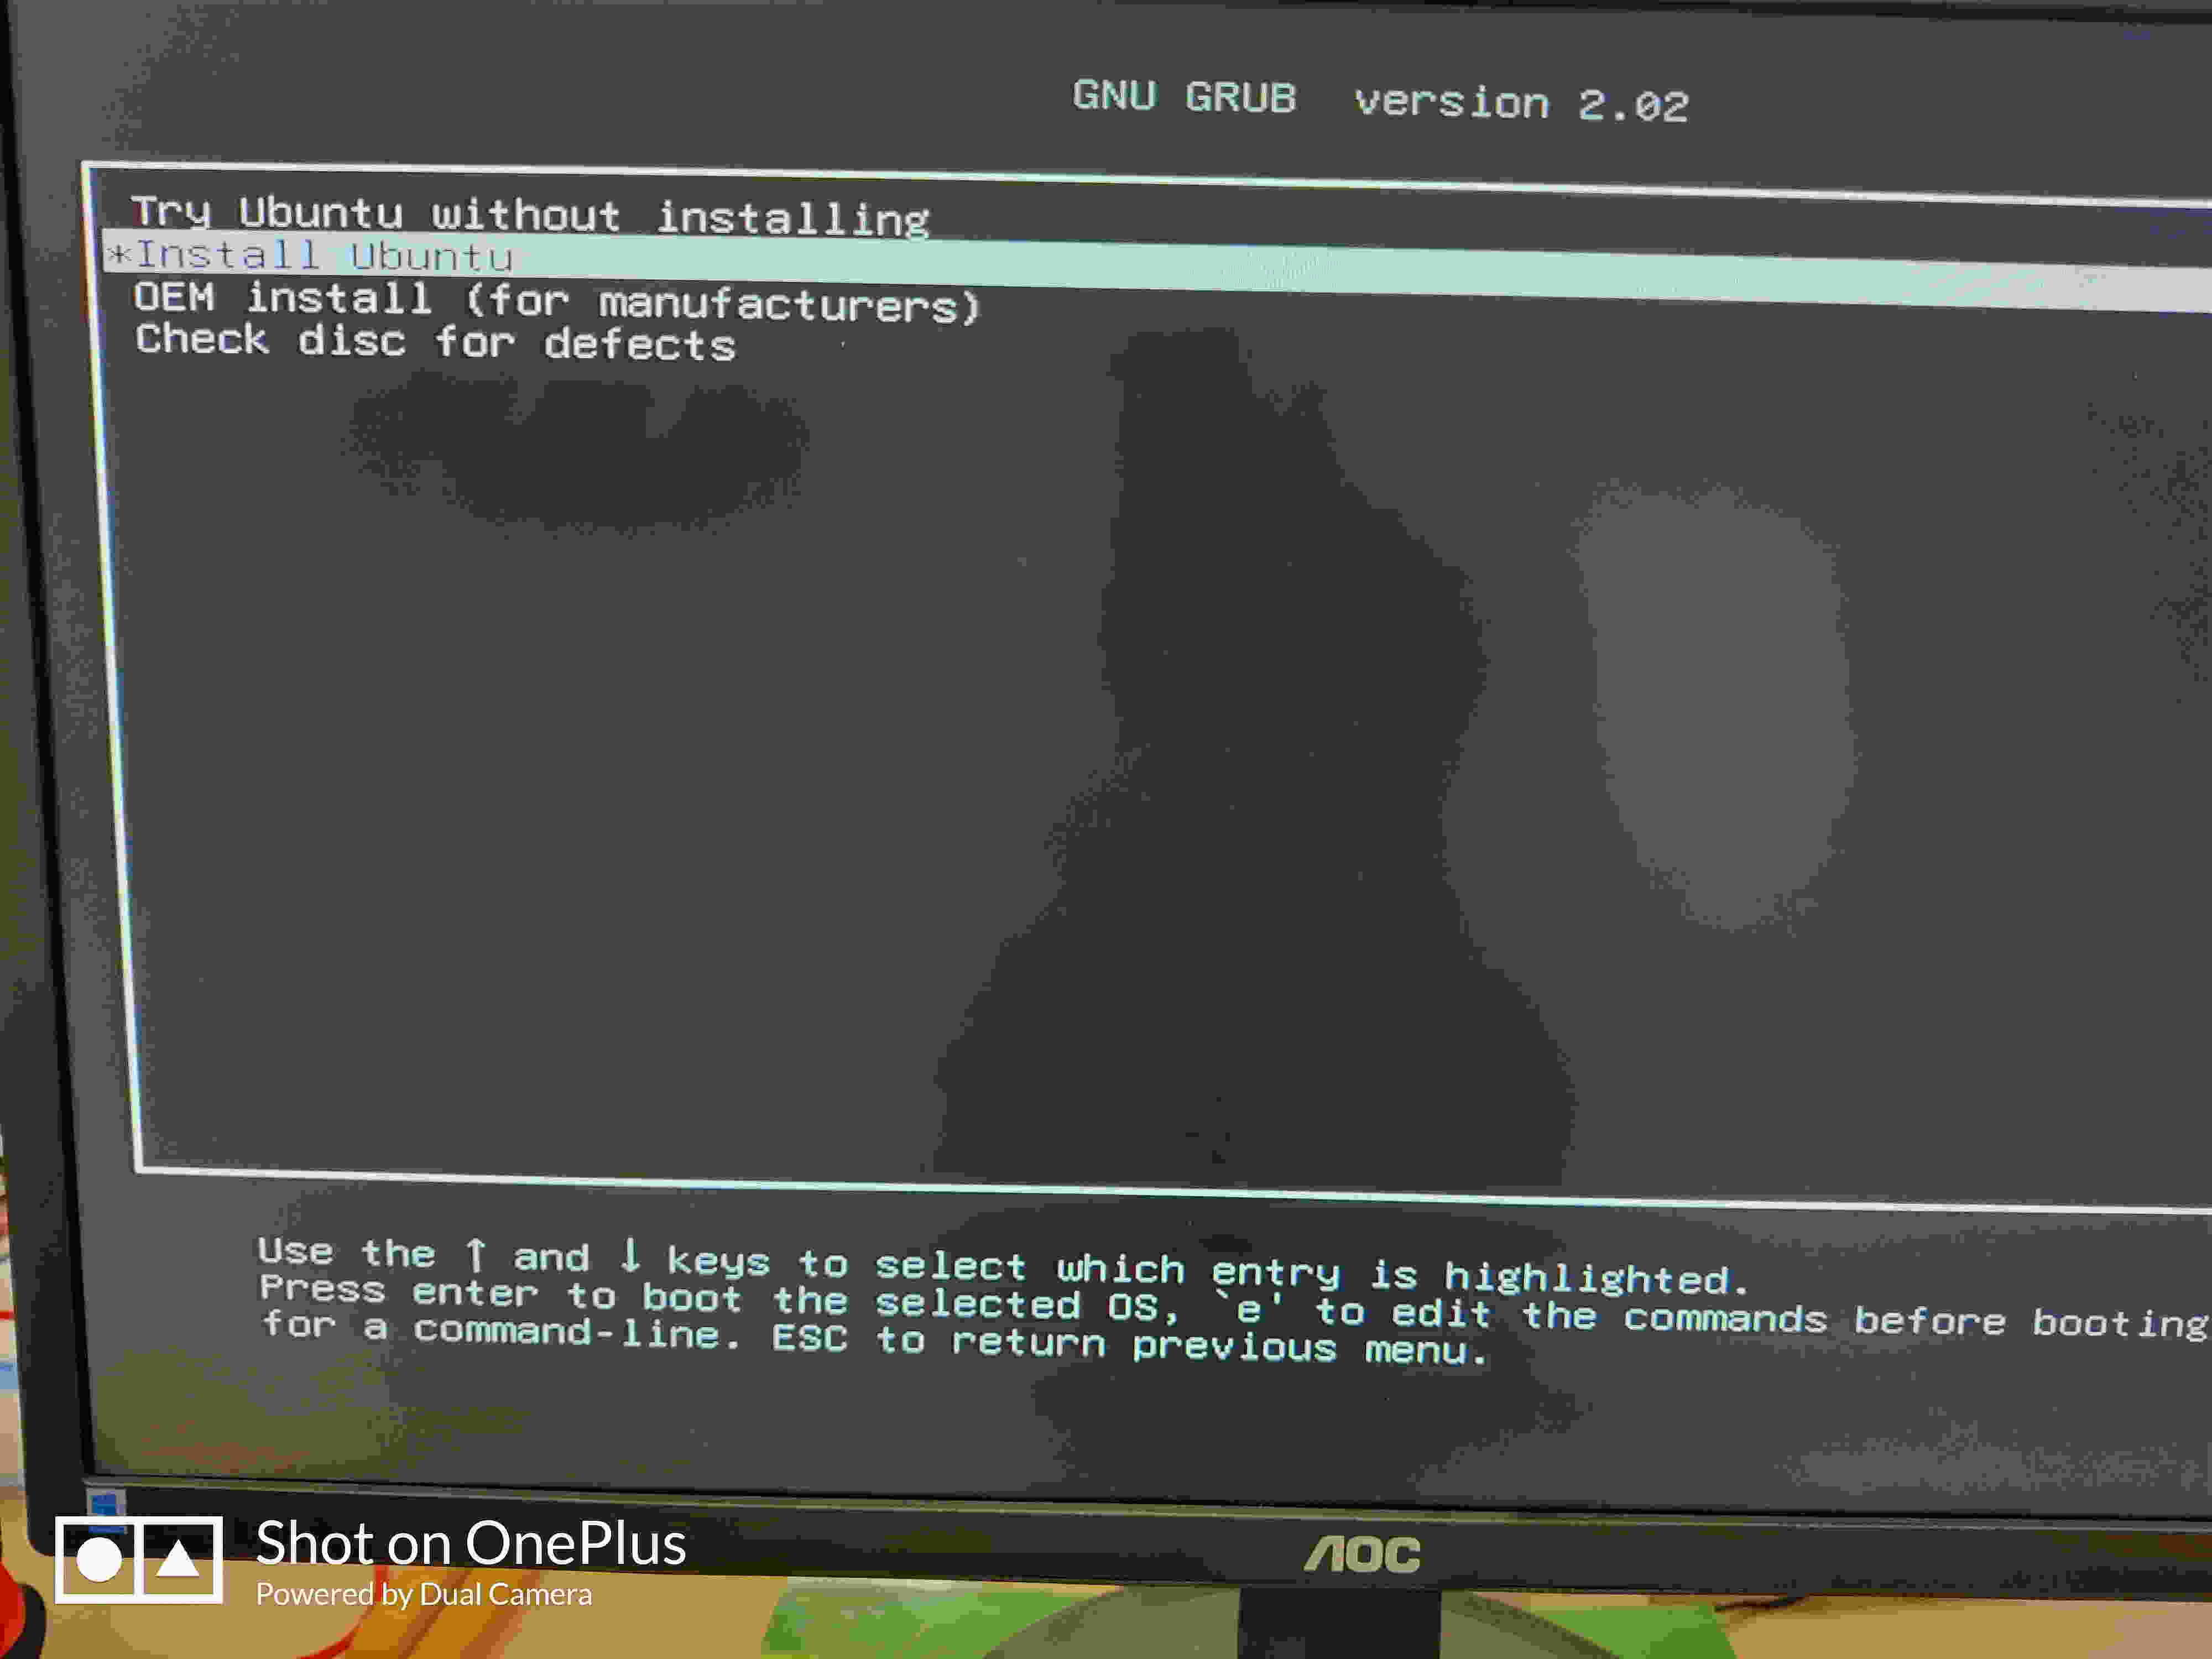 GNU GRUB version 2.02
Try Ubuntu without installing
*Install Ubuntu
OEM install (for manufacturers)
Check disc for defects
Use the ↑ and ↓ keys to select which entry is highlighted.
Press enter to boot the selected OS, `e' to edit the commands before booting
for a command-line. ESC to return previous menu.
AOC
Shot on OnePlus
Powered by Dual Camera